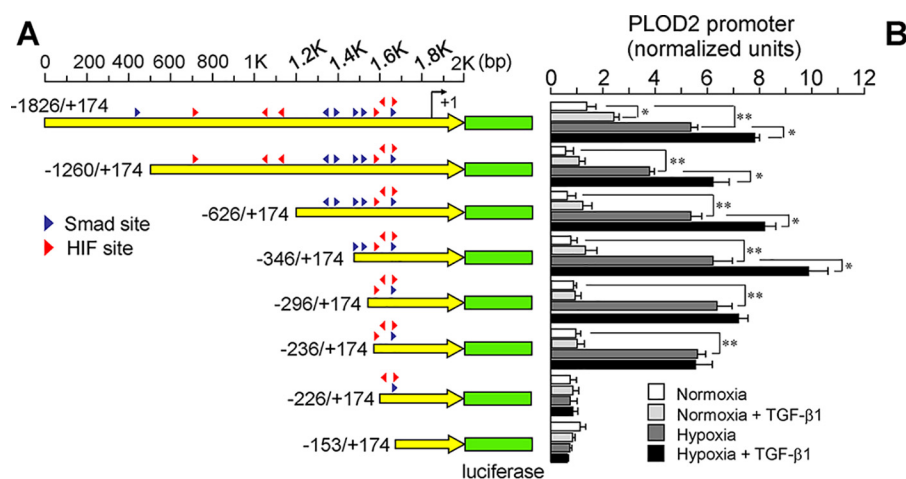 A
B
PLOD2 promoter
(normalized units)
0 200 400 600 800 1K 1.2K 1.4K 1.6K 1.8K 2K (bp)
0 2 4 6 8 10 12
-1826/+174
+1
*
**
*
-1260/+174
**
*
-626/+174
**
*
-346/+174
**
*
-296/+174
**
-236/+174
**
-226/+174
-153/+174
Smad site
HIF site
luciferase
Normoxia
Normoxia + TGF-β1
Hypoxia
Hypoxia + TGF-β1